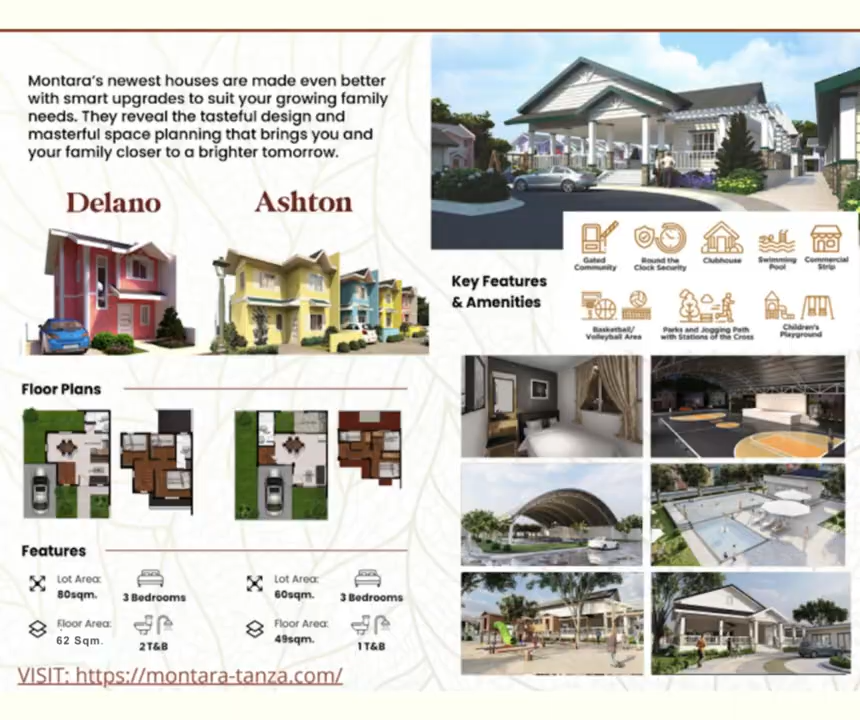 Montara's newest houses are made even better
with smart upgrades to suit your growing family
needs. They reveal the tasteful design and
masterful space planning that brings you and
your family closer to a brighter tomorrow.
Delano
Ashton
Floor Plans
Features
Lot Area:
80sqm.
3 Bedrooms
Floor Area:
62 Sqm.
2 T&B
Lot Area:
60sqm.
3 Bedrooms
Floor Area:
49sqm.
1 T&B
VISIT: https://montara-tanza.com/
Key Features
& Amenities
Gated
Community
Round the
Clock Security
Clubhouse
Swimming
Pool
Commercial
Strip
Basketball/
Volleyball Area
Parks and Jogging Path
with Stations of the Cross
Children's
Playground